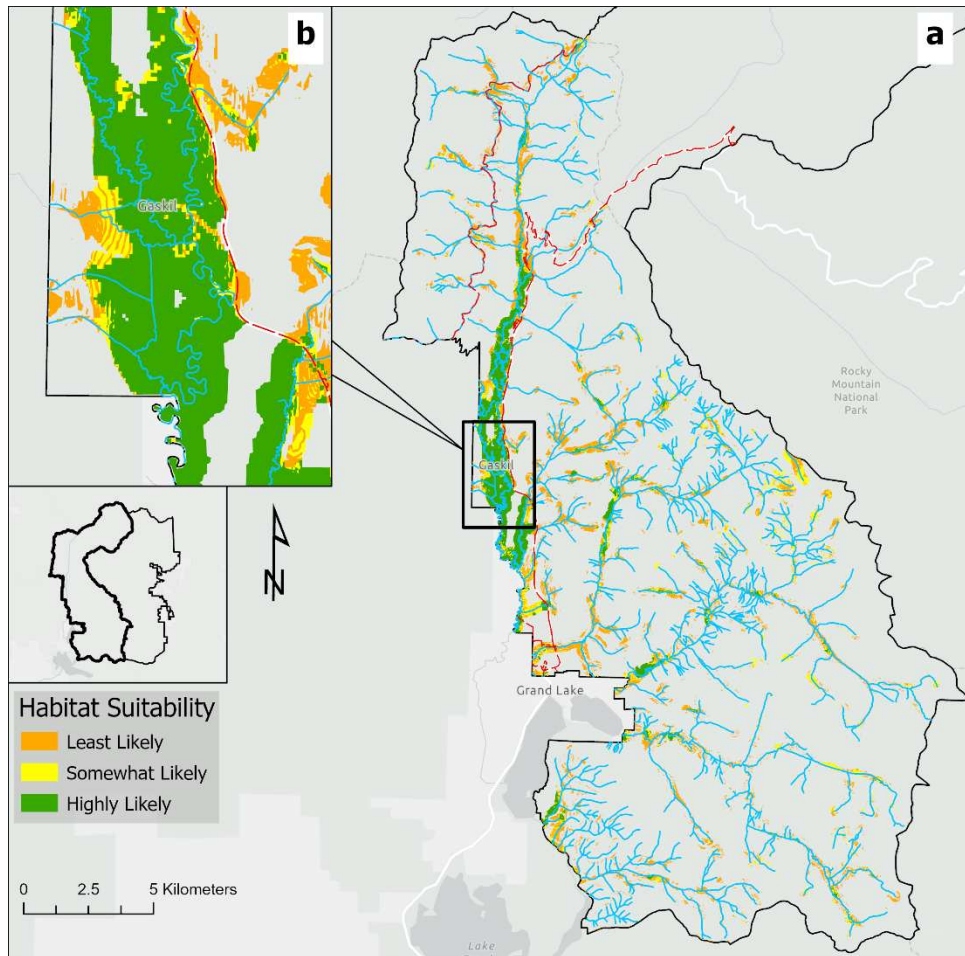 b
a
Gaskil
Rocky
Mountain
National
Park
Gaskil
N
Grand Lake
Habitat Suitability
Least Likely
Somewhat Likely
Highly Likely
0 2.5 5 Kilometers
Lake